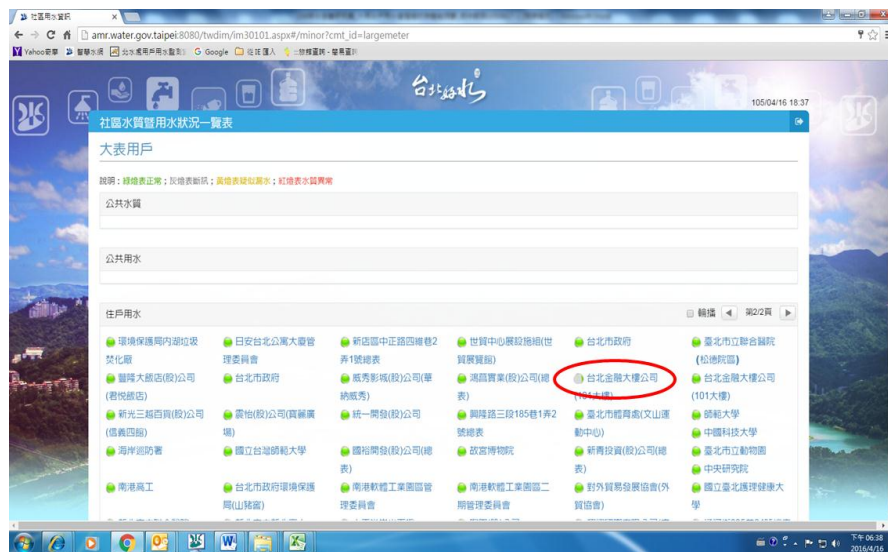 社區用水資訊
amr.water.gov.taipei:8080/twdim/im30101.aspx#/minor?cmt_id=largemeter
Google
台北好水
105/04/16 18:37
社區水質暨用水狀況一覽表
大表用戶
說明：綠燈表正常；灰燈表斷訊；黃燈表疑似漏水；紅燈表水質異常
公共水質
公共用水
住戶用水
輪播 第2/2頁
環境保護局內湖垃圾焚化廠
日安台北公寓大廈管理委員會
新店區中正路四維巷2弄1號總表
世貿中心展設施組(世貿展覽館)
台北市政府
臺北市立聯合醫院(松德院區)
豐隆大飯店(股)公司(君悅飯店)
台北市政府
威秀影城(股)公司(華納威秀)
鴻菖實業(股)公司(總表)
台北金融大樓公司(101大樓)
台北金融大樓公司(101大樓)
新光三越百貨(股)公司(信義四館)
震怡(股)公司(寶麗廣場)
統一開發(股)公司
興隆路三段185巷1弄2號總表
臺北市體育處(文山運動中心)
師範大學
中國科技大學
海岸巡防署
國立台灣師範大學
國裕開發(股)公司(總表)
故宮博物院
新青投資(股)公司(總表)
臺北市立動物園
中央研究院
南港高工
台北市政府環境保護局(山豬窟)
南港軟體工業園區管理委員會
南港軟體工業園區二期管理委員會
對外貿易發展協會(外貿協會)
國立臺北護理健康大學
下午 06:38
2016/4/16